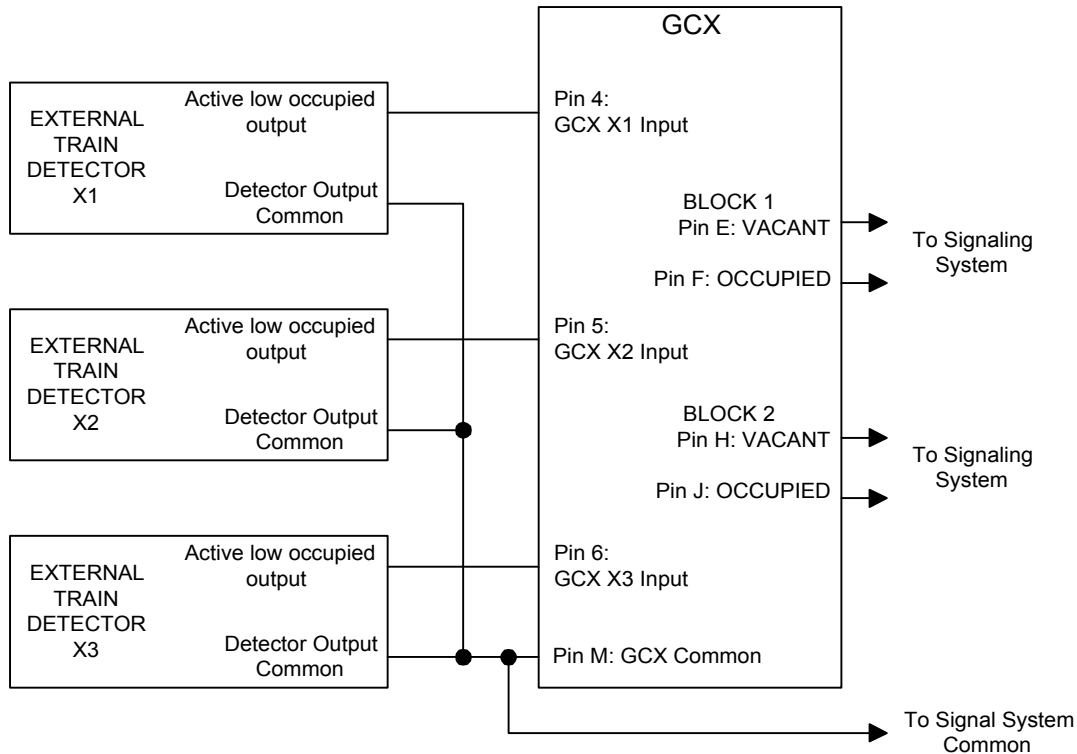 GCX
EXTERNAL
TRAIN
DETECTOR
X1
Active low occupied
output
Detector Output
Common
Pin 4:
GCX X1 Input
BLOCK 1
Pin E: VACANT
Pin F: OCCUPIED
To Signaling
System
EXTERNAL
TRAIN
DETECTOR
X2
Active low occupied
output
Detector Output
Common
Pin 5:
GCX X2 Input
BLOCK 2
Pin H: VACANT
Pin J: OCCUPIED
To Signaling
System
EXTERNAL
TRAIN
DETECTOR
X3
Active low occupied
output
Detector Output
Common
Pin 6:
GCX X3 Input
Pin M: GCX Common
To Signal System
Common